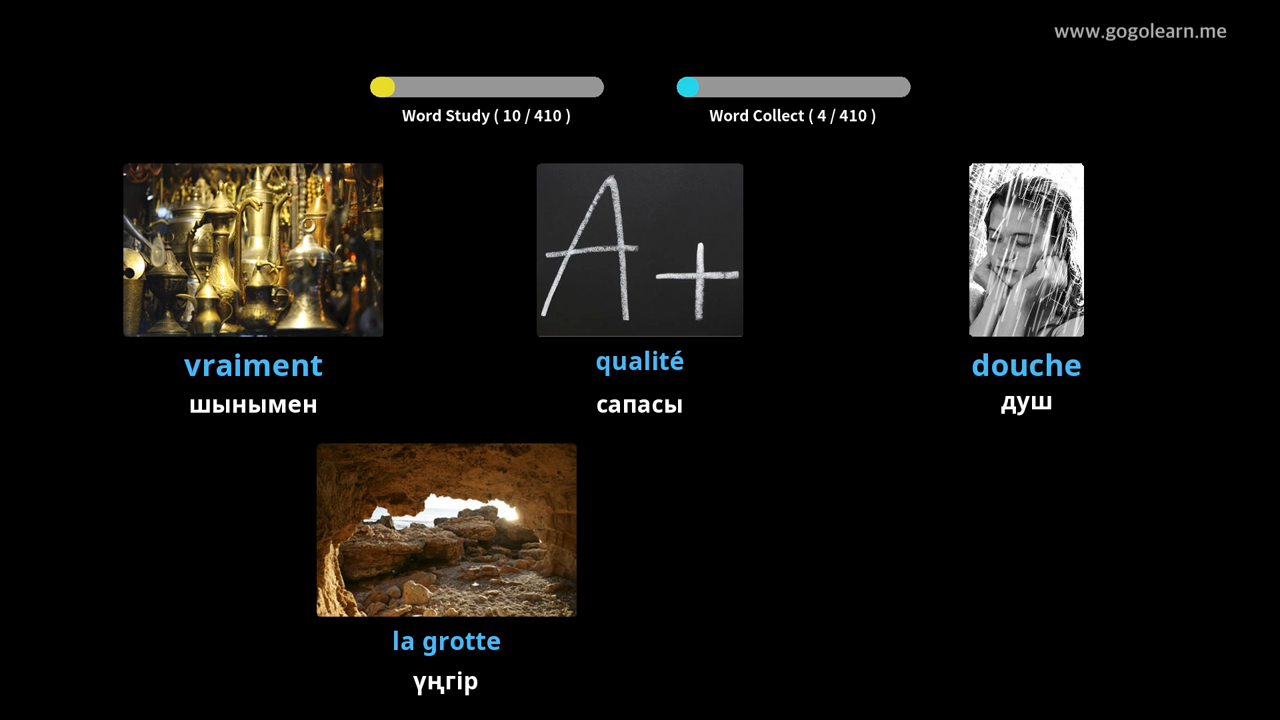 www.gogolearn.me
Word Study ( 10 / 410 )
Word Collect ( 4 / 410 )
A+
vraiment
шынымен
qualité
сапасы
douche
душ
la grotte
үңгір